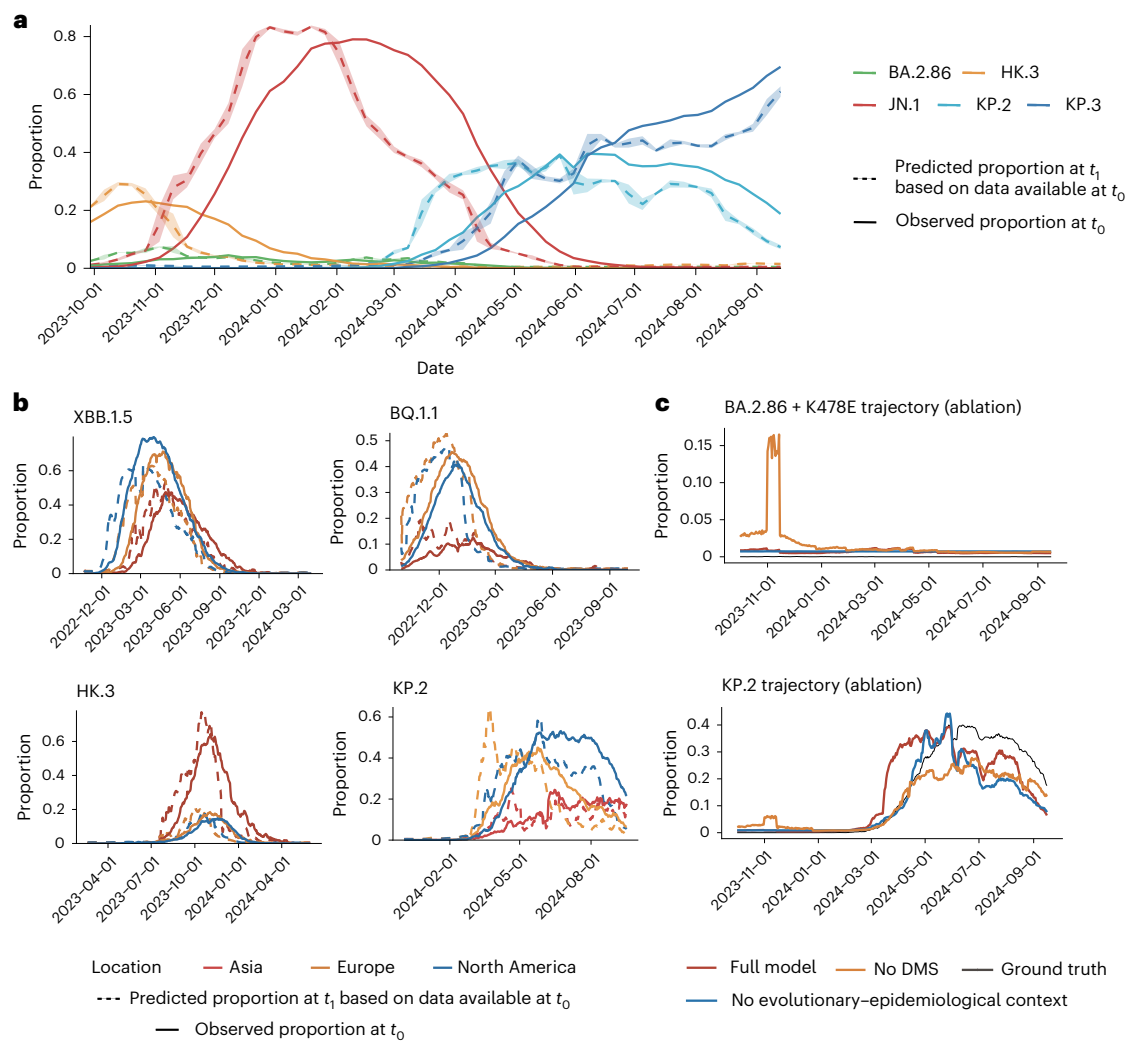 a
Proportion
0.8
0.6
0.4
0.2
0
2023–10–01
2023–11–01
2023–12–01
2024–01–01
2024–02–01
2024–03–01
2024–04–01
2024–05–01
2024–06–01
2024–07–01
2024–08–01
2024–09–01
Date
BA.2.86 HK.3
JN.1 KP.2 KP.3
Predicted proportion at t1
based on data available at t0
Observed proportion at t0
b
XBB.1.5
Proportion
0.6
0.4
0.2
0
2022–12–01
2023–03–01
2023–06–01
2023–09–01
2023–12–01
2024–03–01
BQ.1.1
Proportion
0.5
0.4
0.3
0.2
0.1
0
2022–12–01
2023–03–01
2023–06–01
2023–09–01
c
BA.2.86 + K478E trajectory (ablation)
Proportion
0.15
0.10
0.05
0
2023–11–01
2024–01–01
2024–03–01
2024–05–01
2024–07–01
2024–09–01
HK.3
Proportion
0.6
0.4
0.2
0
2023–04–01
2023–07–01
2023–10–01
2024–01–01
2024–04–01
KP.2
Proportion
0.6
0.4
0.2
0
2024–02–01
2024–05–01
2024–08–01
KP.2 trajectory (ablation)
Proportion
0.4
0.3
0.2
0.1
0
2023–11–01
2024–01–01
2024–03–01
2024–05–01
2024–07–01
2024–09–01
Location Asia Europe North America
Predicted proportion at t1 based on data available at t0
Observed proportion at t0
Full model No DMS Ground truth
No evolutionary–epidemiological context